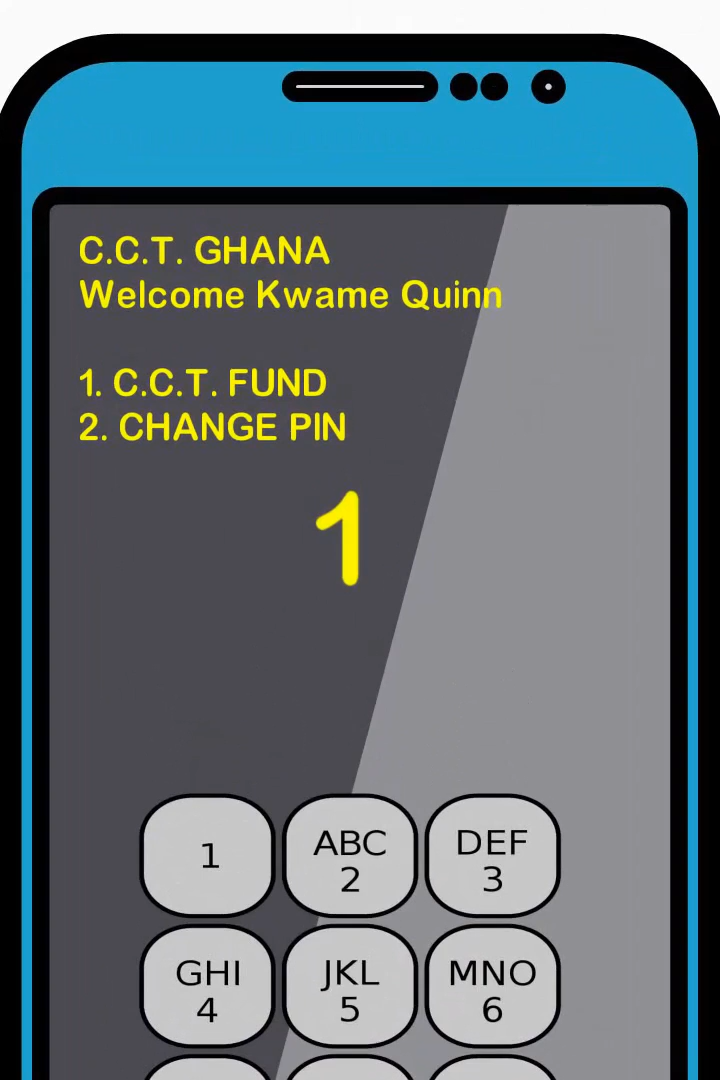 C.C.T. GHANA
Welcome Kwame Quinn
1. C.C.T. FUND
2. CHANGE PIN
1
1
ABC
2
DEF
3
GHI
4
JKL
5
MNO
6